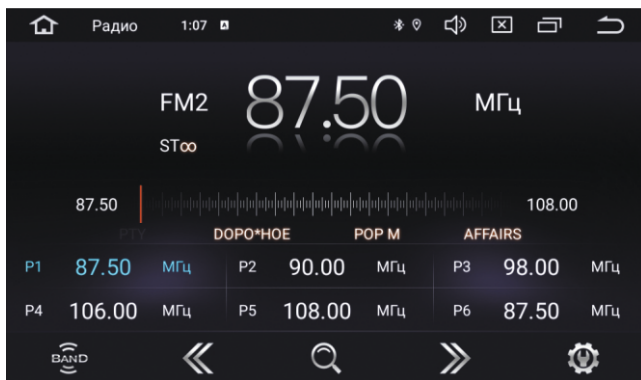 Радио 1:07 A
FM2 87.50 МГц
ST
87.50 108.00
PTY DOPO*HOE POP M AFFAIRS
P1 87.50 МГц P2 90.00 МГц P3 98.00 МГц
P4 106.00 МГц P5 108.00 МГц P6 87.50 МГц
BAND